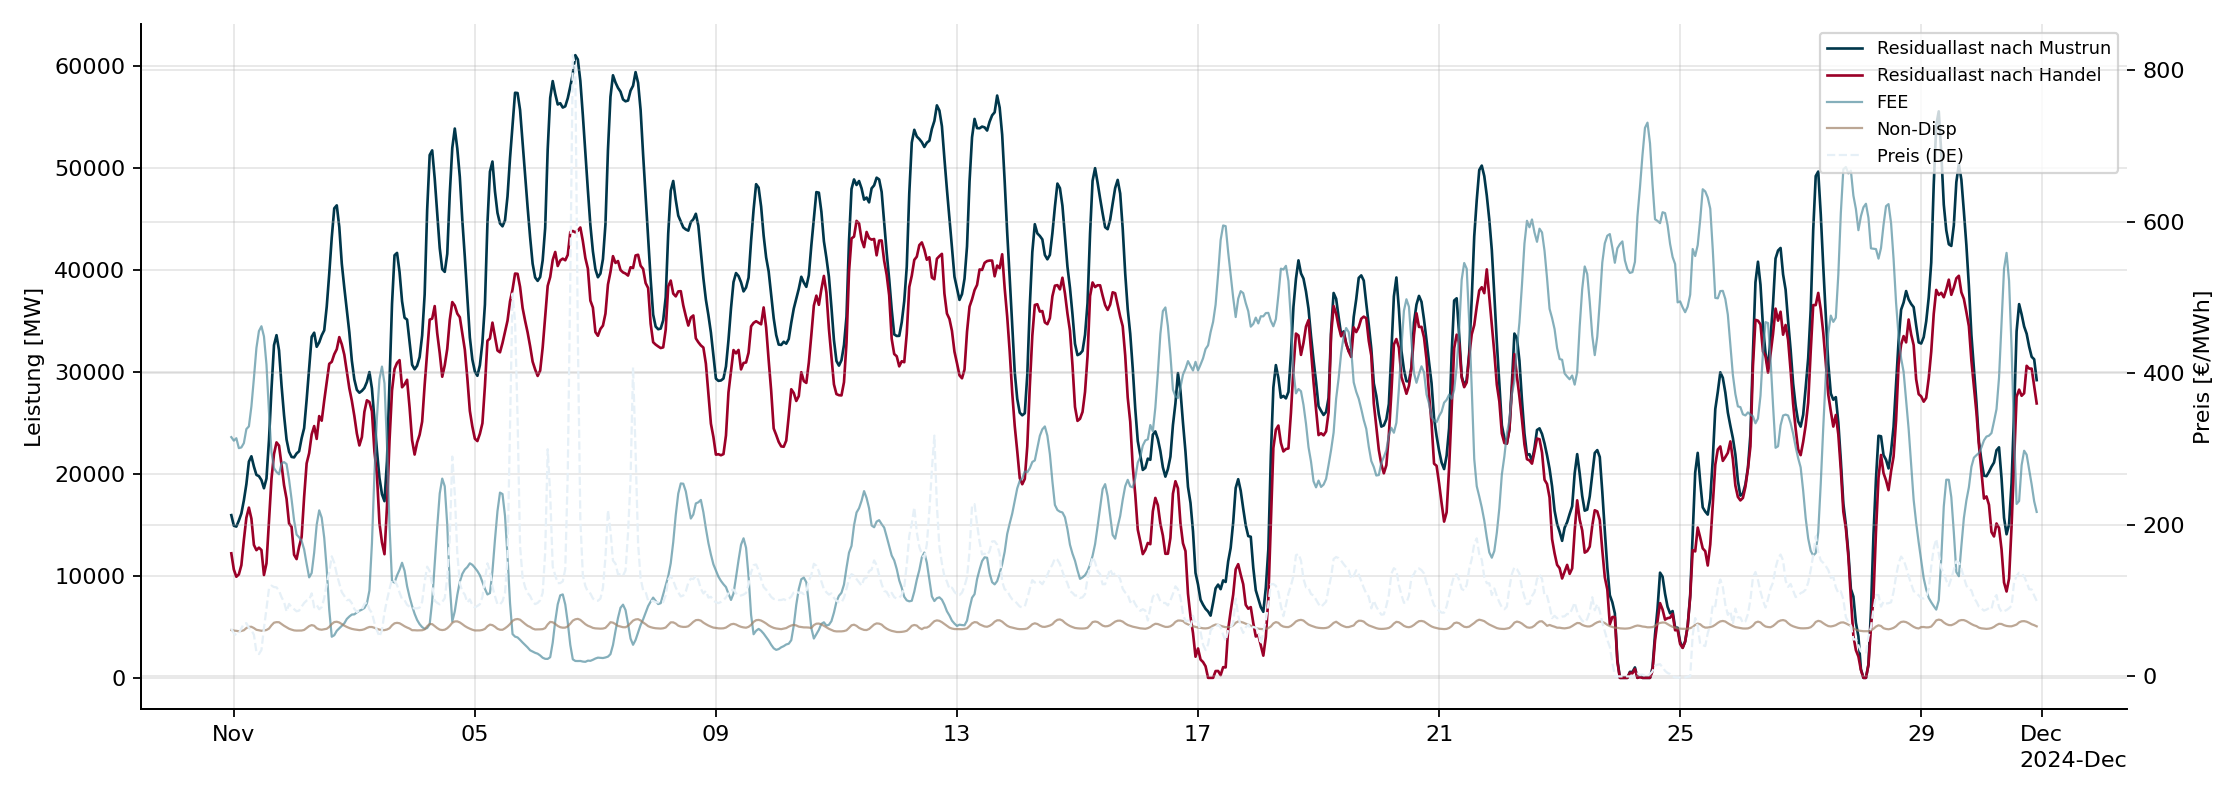 Residuallast nach Mustrun
Residuallast nach Handel
FEE
Non-Disp
Preis (DE)
Leistung [MW]
60000
50000
40000
30000
20000
10000
0
Preis [€/MWh]
800
600
400
200
0
Nov 05 09 13 17 21 25 29 Dec
2024-Dec